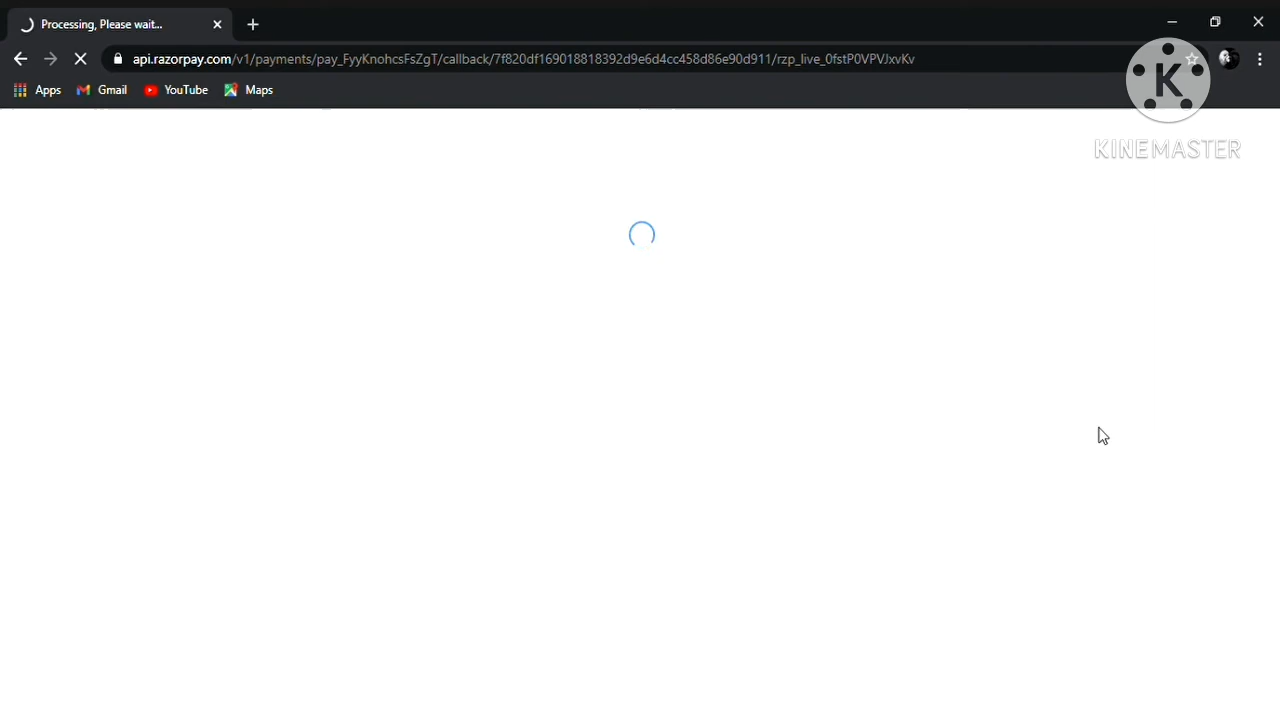 Processing, Please wait...
api.razorpay.com/v1/payments/pay_FyyKnohcsFsZgT/callback/7f820df169018818392d9e6d4cc458d86e90d911/rzp_live_0fstP0VPVJxvKv
Apps Gmail YouTube Maps
K
KINEMASTER